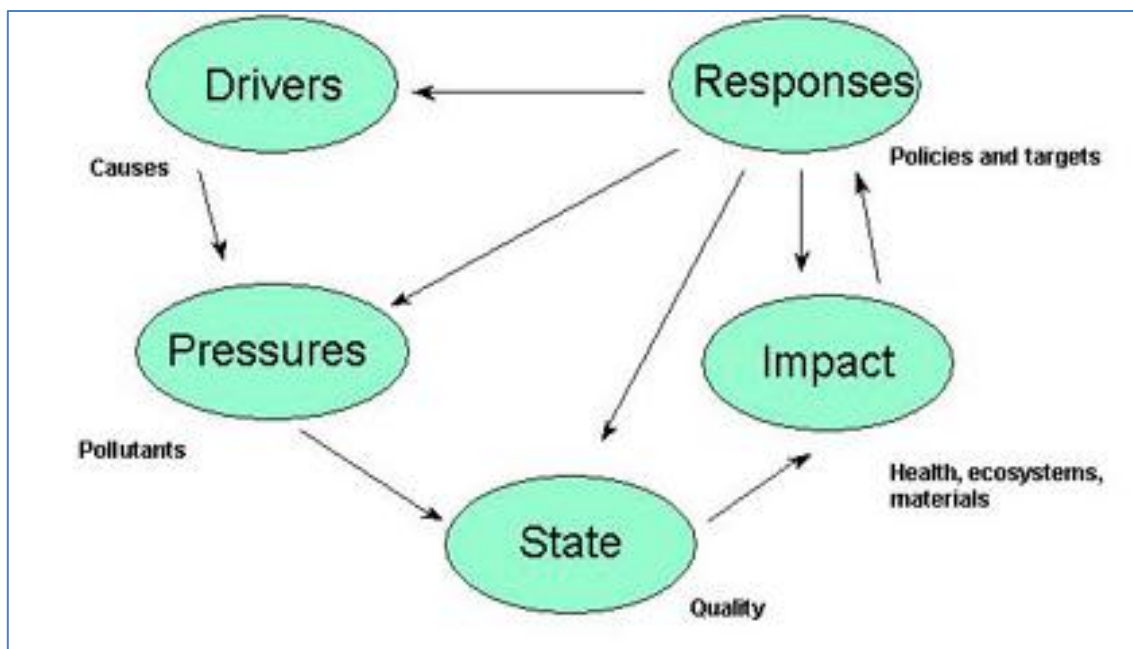 Drivers
Responses
Causes
Policies and targets
Pressures
Impact
Pollutants
Health, ecosystems,
materials
State
Quality